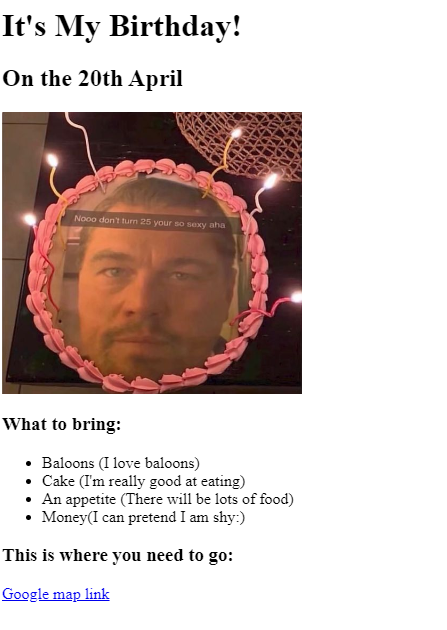 It's My Birthday!
On the 20th April
Nooo don't turn 25 your so sexy aha
What to bring:
Baloons (I love baloons)
Cake (I'm really good at eating)
An appetite (There will be lots of food)
Money(I can pretend I am shy:)
This is where you need to go:
Google map link